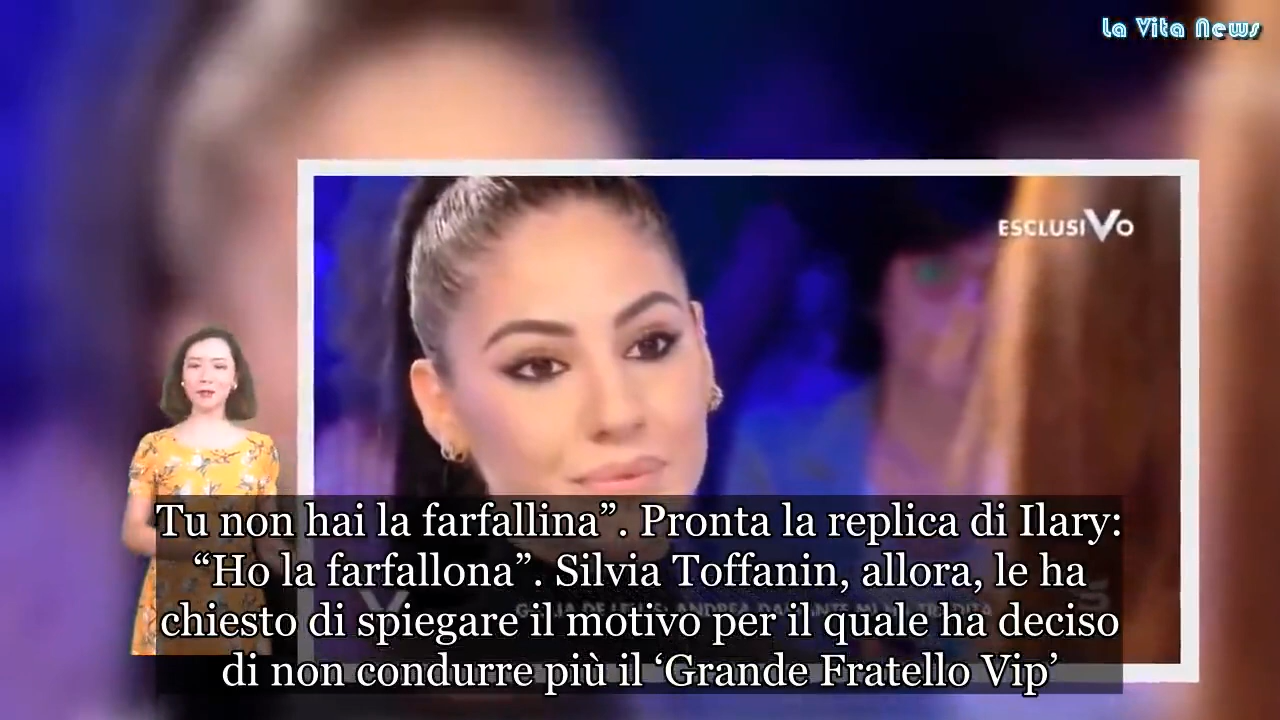 La Vita News
ESCLUSIVO
Tu non hai la farfallina”. Pronta la replica di Ilary:
“Ho la farfallona”. Silvia Toffanin, allora, le ha
chiesto di spiegare il motivo per il quale ha deciso
di non condurre più il ‘Grande Fratello Vip’